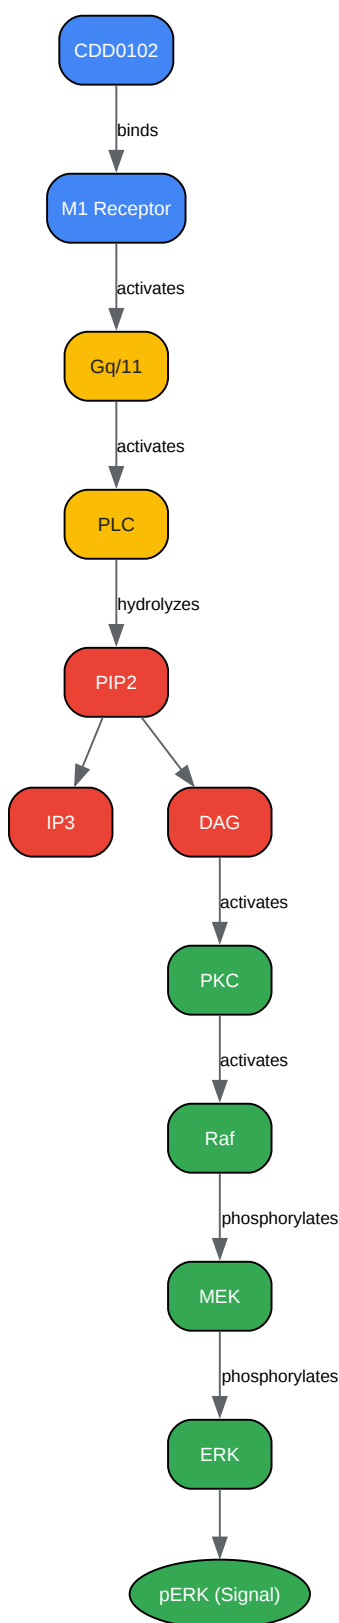 CDD0102
binds
M1 Receptor
activates
Gq/11
activates
PLC
hydrolyzes
PIP2
IP3
DAG
activates
PKC
activates
Raf
phosphorylates
MEK
phosphorylates
ERK
pERK (Signal)